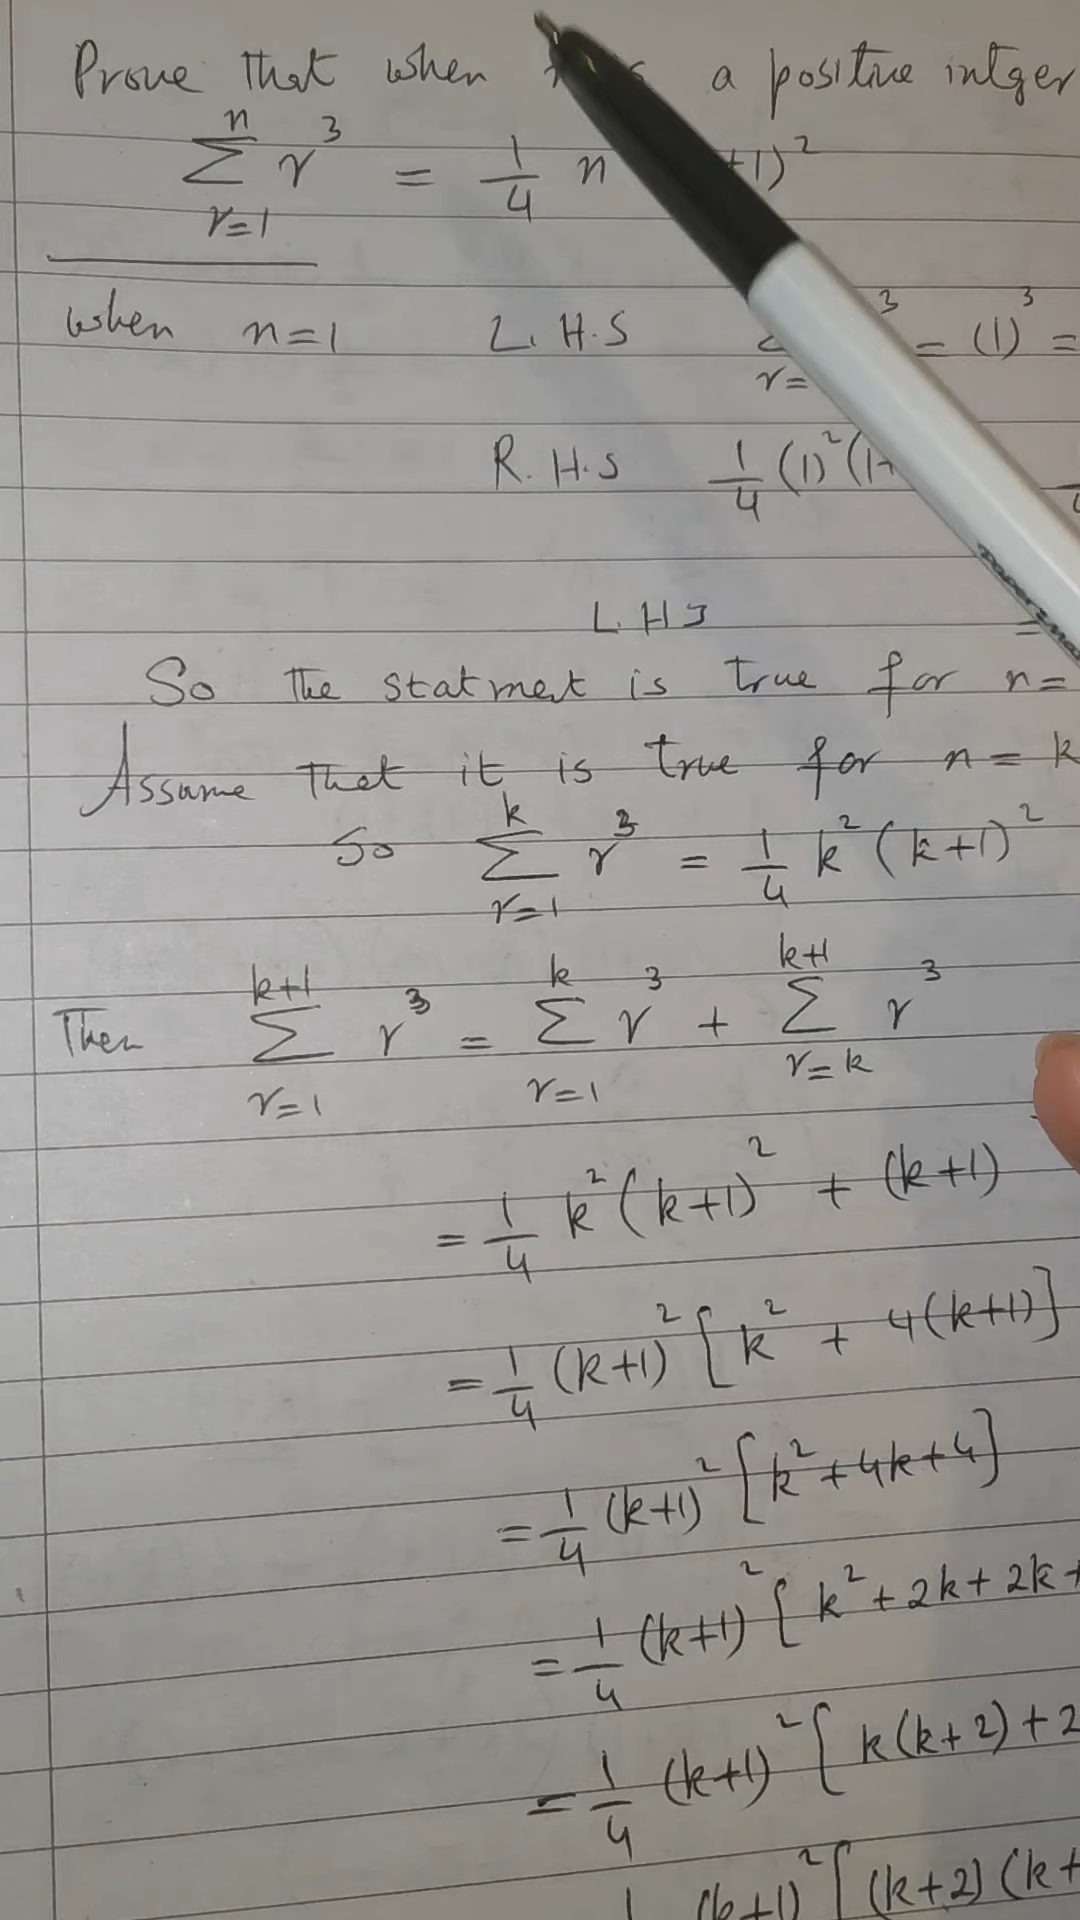 Prove that when a positive intger
n
∑ r³ = 1/4 n +1)²
r=1
when n=1 L.H.S 3 = (1)³ =
r=
R.H.S 1/4 (1)²(1+
L.H.S =
So the statment is true for n=
Assume that it is true for n = k
So k
∑ r³ = 1/4 k²(k+1)²
r=1
k+1 k k+1
Then ∑ r³ = ∑ r³ + ∑ r³
r=1 r=1 r=k
= 1/4 k²(k+1)² + (k+1)
= 1/4 (k+1)² [k² + 4(k+1)]
= 1/4 (k+1)² [k²+4k+4]
= 1/4 (k+1)² [k²+2k+2k+
= 1/4 (k+1)² [k(k+2)+2
(k+1)² [(k+2)(k+